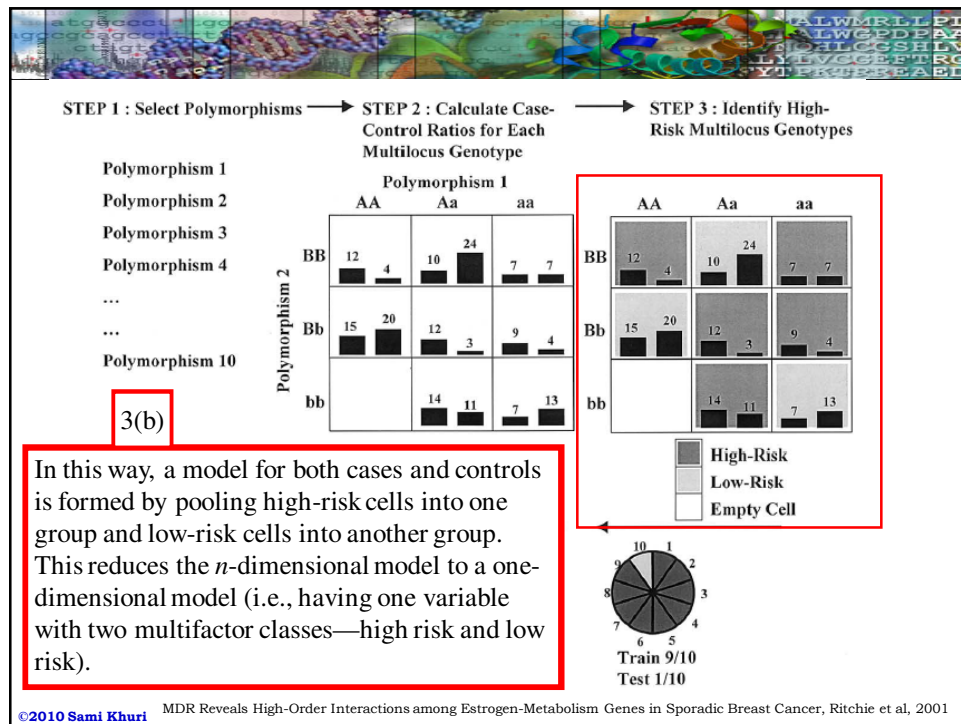 ALWMRLLPL
ALWGPDPAA
STEP 1 : Select Polymorphisms
STEP 2 : Calculate Case-
Control Ratios for Each
Multilocus Genotype
STEP 3 : Identify High-
Risk Multilocus Genotypes
Polymorphism 1
Polymorphism 2
Polymorphism 3
Polymorphism 4
...
...
Polymorphism 10
Polymorphism 1
AA Aa aa
Polymorphism 2
BB 12 4 10 24 7 7
Bb 15 20 12 3 9 4
bb 14 11 7 13
AA Aa aa
BB 12 4 10 24 7 7
Bb 15 20 12 3 9 4
bb 14 11 7 13
High-Risk
Low-Risk
Empty Cell
3(b)
In this way, a model for both cases and controls
is formed by pooling high-risk cells into one
group and low-risk cells into another group.
This reduces the n-dimensional model to a one-
dimensional model (i.e., having one variable
with two multifactor classes—high risk and low
risk).
10 1 2 3 4 5 6 7 8 9
Train 9/10
Test 1/10
©2010 Sami Khuri
MDR Reveals High-Order Interactions among Estrogen-Metabolism Genes in Sporadic Breast Cancer, Ritchie et al, 2001